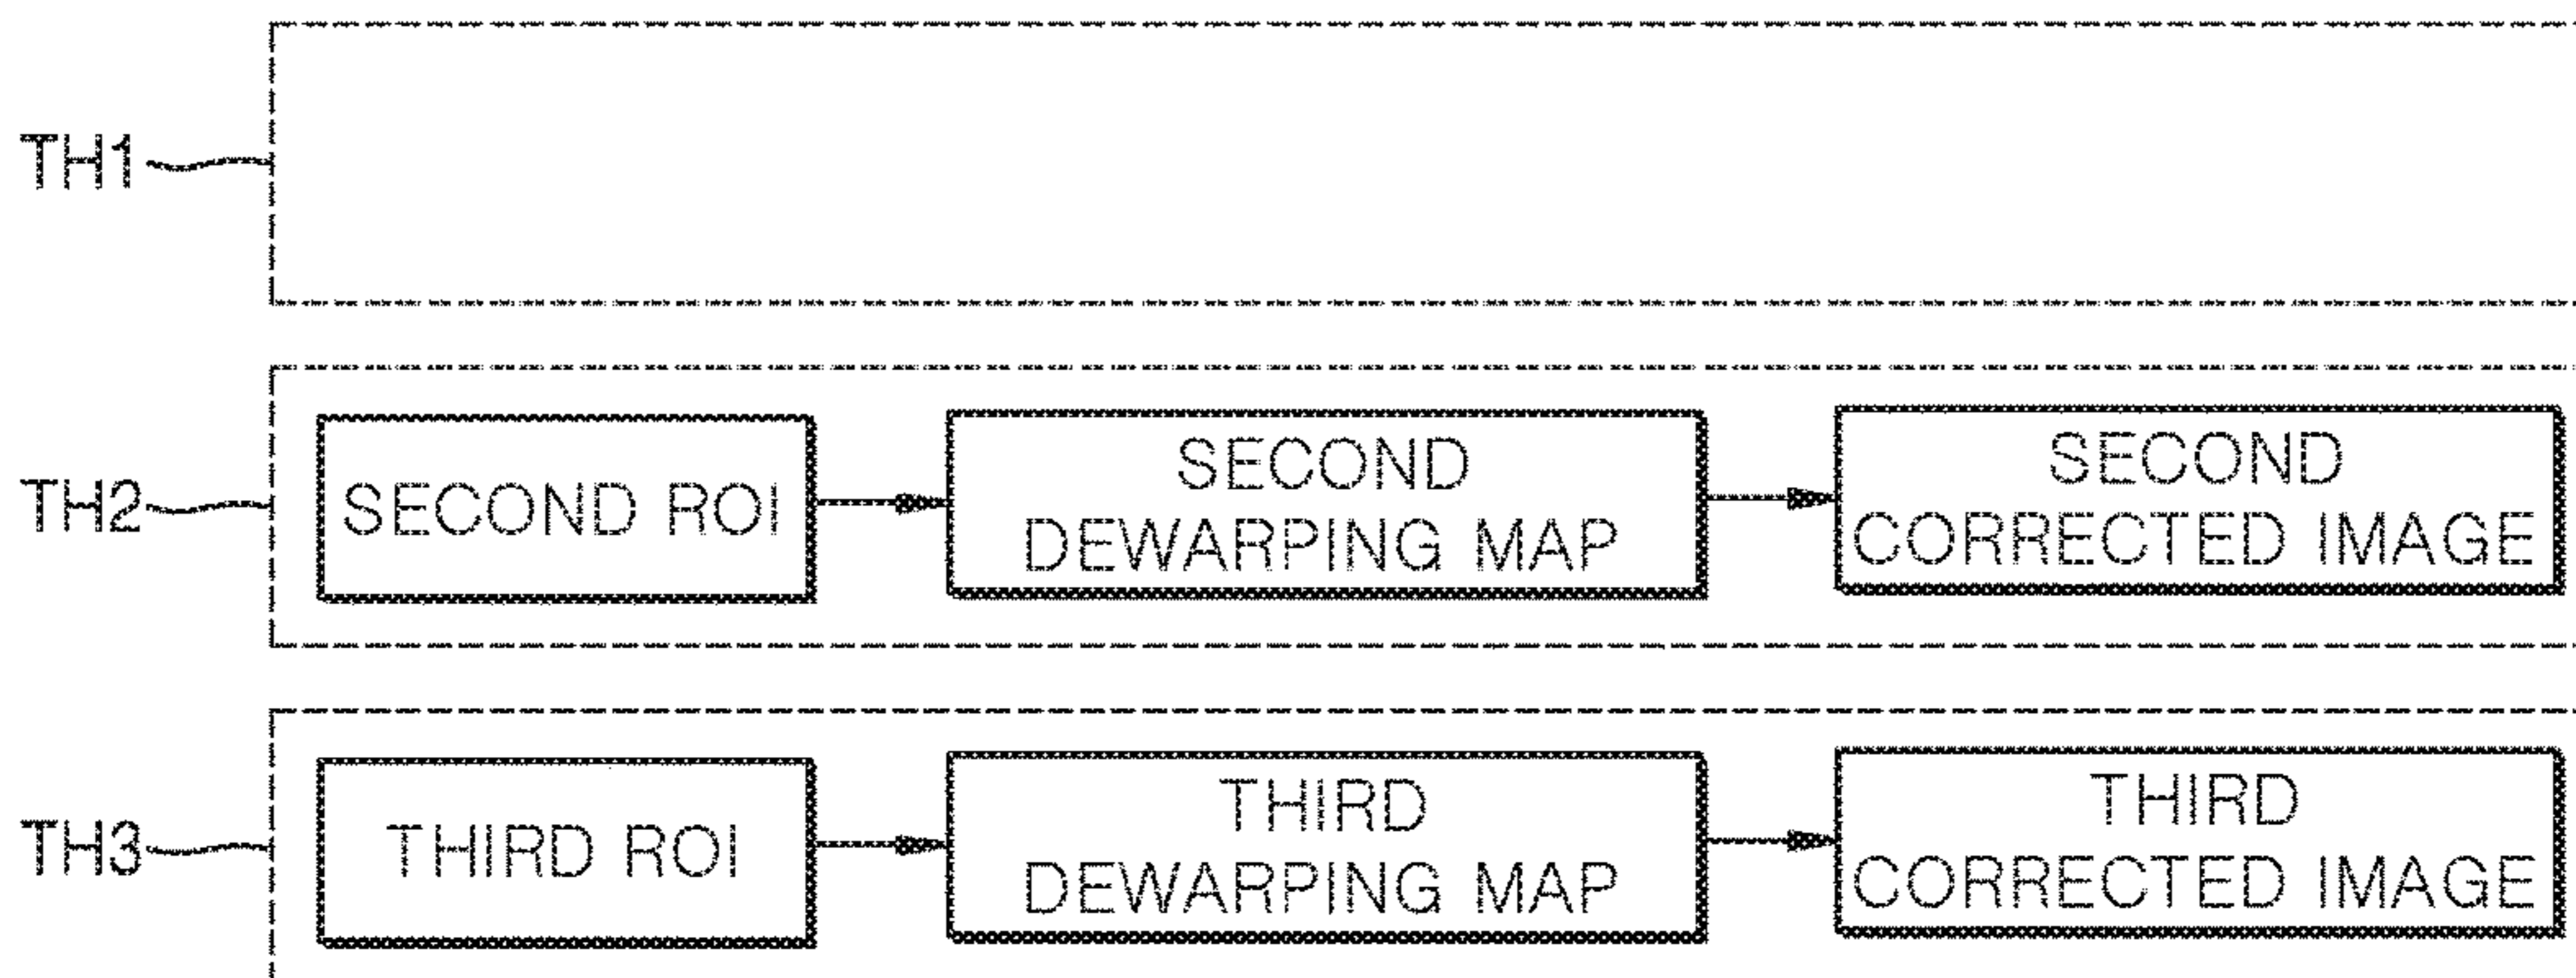 TH1
TH2
SECOND ROI
SECOND
DEWARPING MAP
SECOND
CORRECTED IMAGE
TH3
THIRD ROI
THIRD
DEWARPING MAP
THIRD
CORRECTED IMAGE